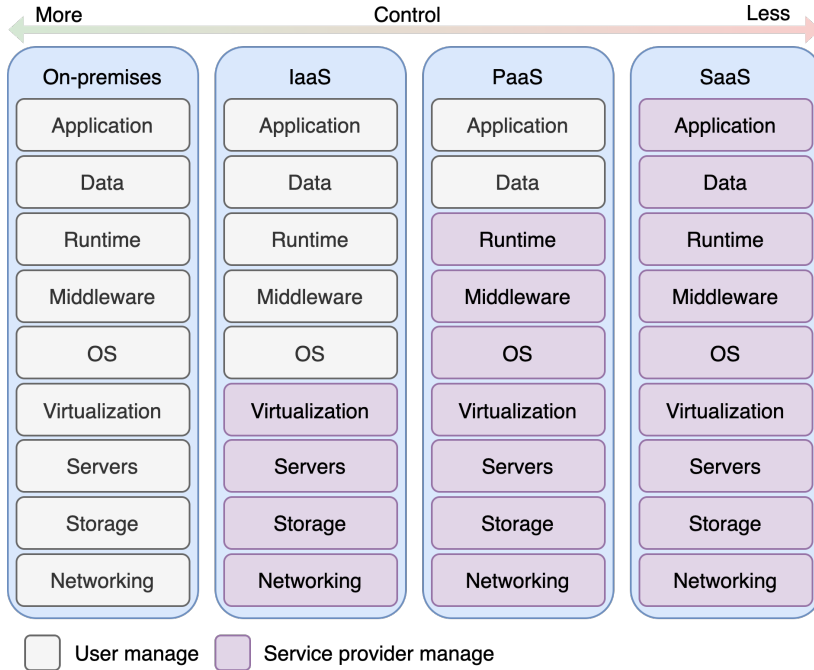 More Control Less
On-premises IaaS PaaS SaaS
Application Application Application Application
Data Data Data Data
Runtime Runtime Runtime Runtime
Middleware Middleware Middleware Middleware
OS OS OS OS
Virtualization Virtualization Virtualization Virtualization
Servers Servers Servers Servers
Storage Storage Storage Storage
Networking Networking Networking Networking
User manage Service provider manage